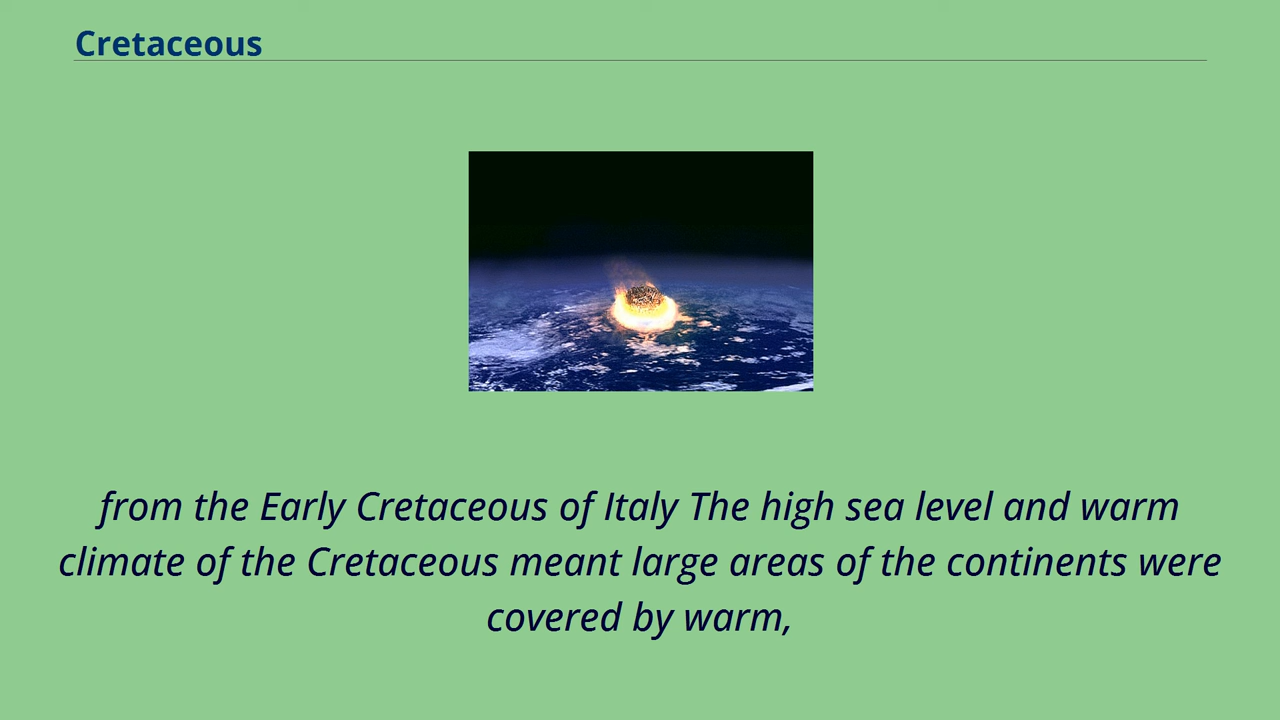 Cretaceous
from the Early Cretaceous of Italy The high sea level and warm
climate of the Cretaceous meant large areas of the continents were
covered by warm,